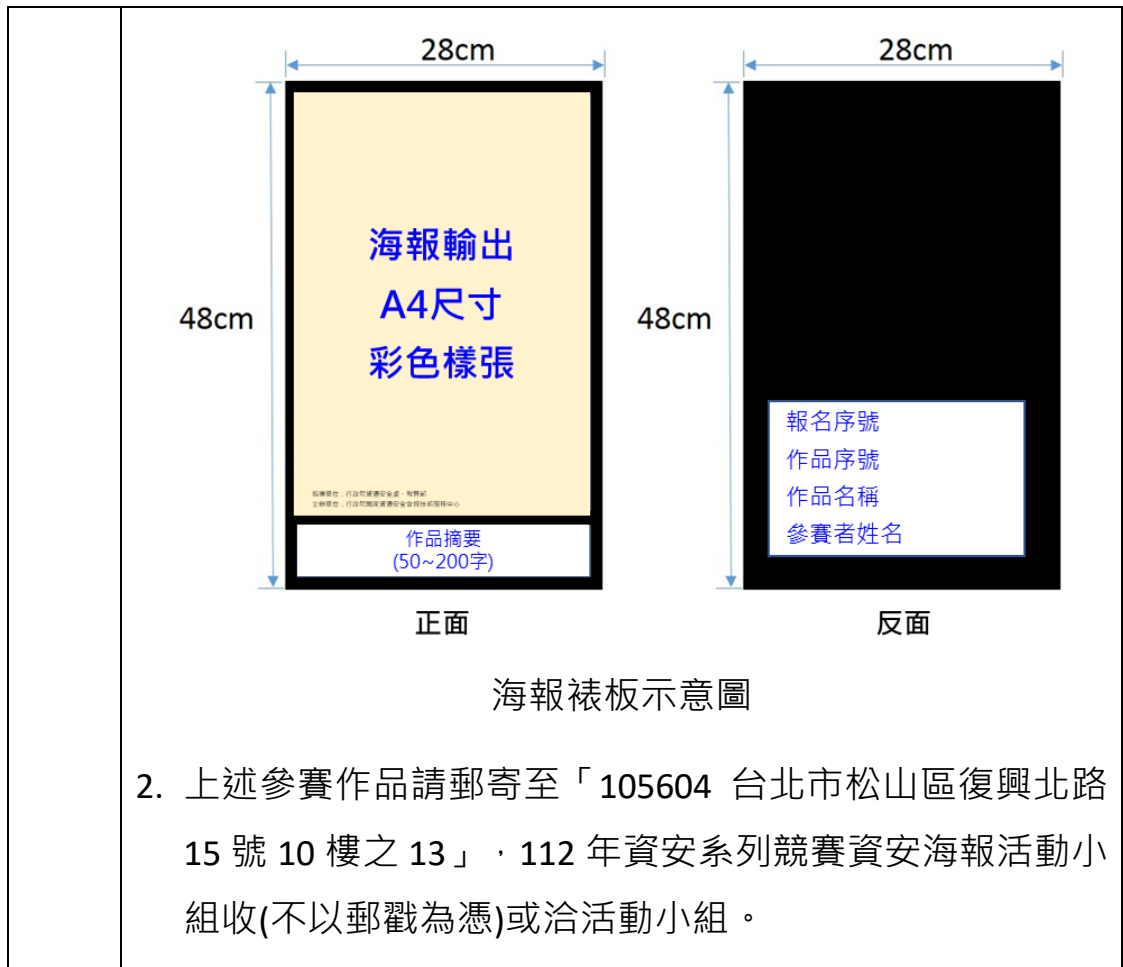 28cm
28cm
48cm
海報輸出
A4尺寸
彩色樣張
作品摘要
(50~200字)
48cm
報名序號
作品序號
作品名稱
參賽者姓名
正面
反面
海報裱板示意圖
2. 上述參賽作品請郵寄至「105604 台北市松山區復興北路
15 號 10 樓之 13」，112 年資安系列競賽資安海報活動小
組收(不以郵戳為憑)或洽活動小組。